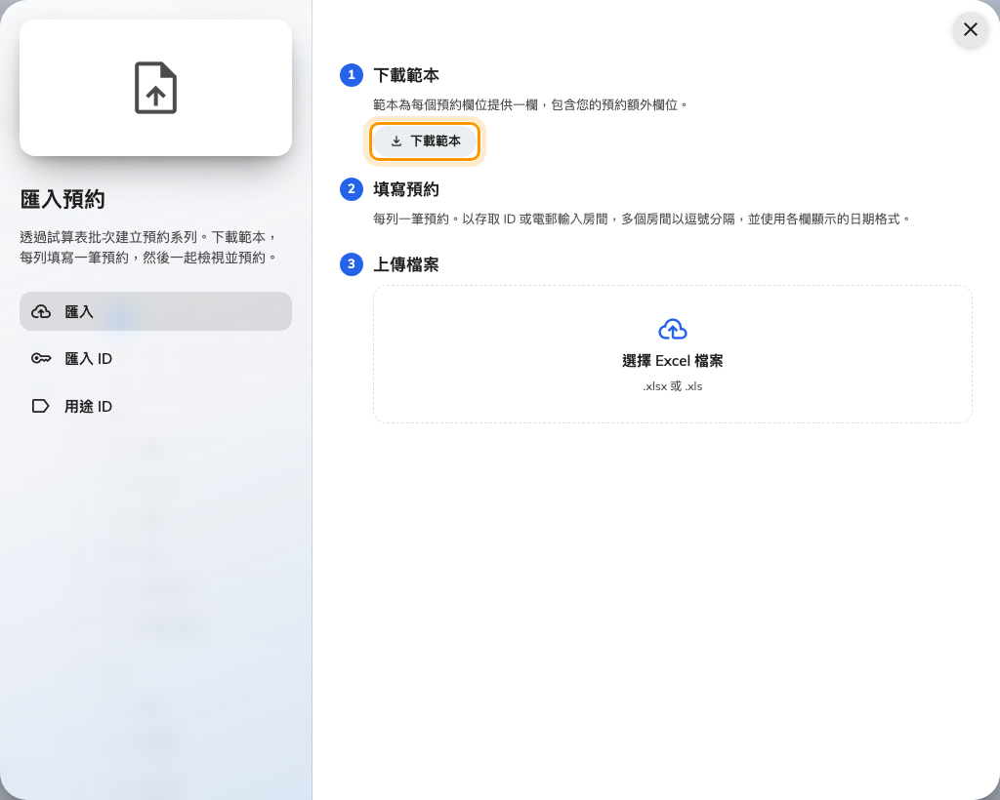 匯入預約
透過試算表批次建立預約系列。下載範本，
每列填寫一筆預約，然後一起檢視並預約。
匯入
匯入 ID
用途 ID
1 下載範本
範本為每個預約欄位提供一欄，包含您的預約額外欄位。
下載範本
2 填寫預約
每列一筆預約。以存取 ID 或電郵輸入房間，多個房間以逗號分隔，並使用各欄顯示的日期格式。
3 上傳檔案
選擇 Excel 檔案
.xlsx 或 .xls